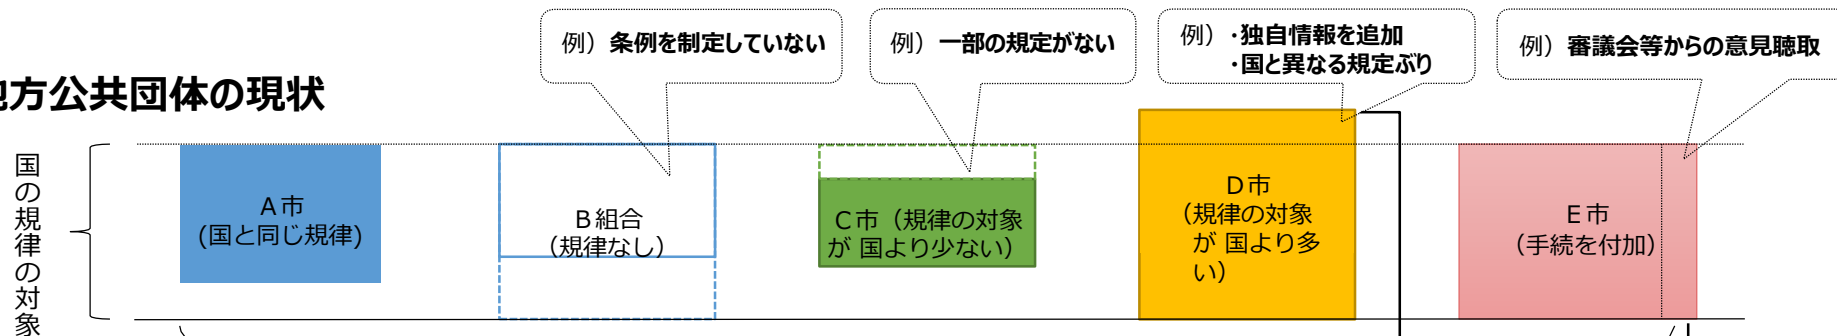 例）条例を制定していない
例）一部の規定がない
例）・独自情報を追加
・国と異なる規定ぶり
例）審議会等からの意見聴取
方公共団体の現状
国の規律の対象
A市
(国と同じ規律)
B組合
（規律なし）
C市（規律の対象
が 国より少ない）
D市
（規律の対象
が 国より多
い）
E市
（手続を付加）